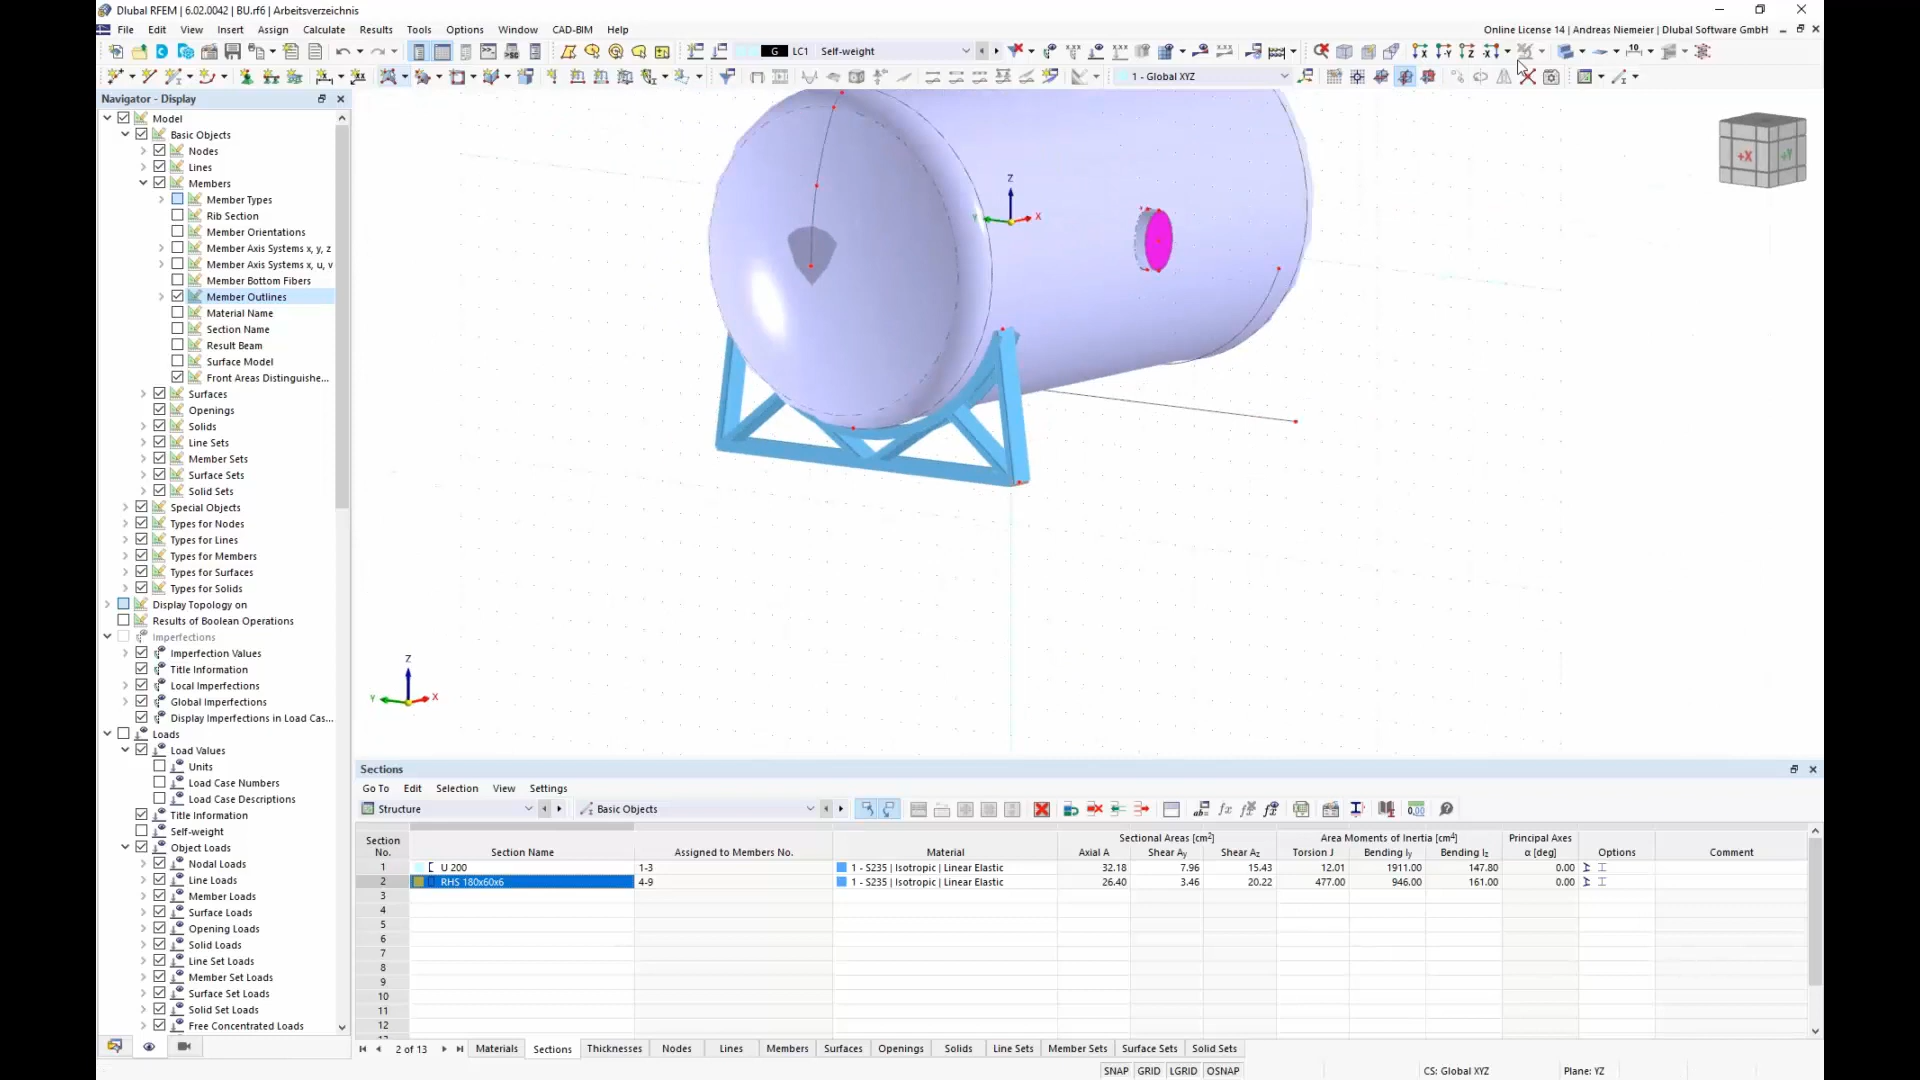 Dlubal RFEM | 6.02.0042 | BU.rf6 | Arbeitsverzeichnis
File Edit View Insert Assign Calculate Results Tools Options Window CAD-BIM Help
Online License 14 | Andreas Niemeier | Dlubal Software GmbH
G LC1 Self-weight
1 - Global XYZ
Navigator - Display
Model
Basic Objects
Nodes
Lines
Members
Member Types
Rib Section
Member Orientations
Member Axis Systems x, y, z
Member Axis Systems x, u, v
Member Bottom Fibers
Member Outlines
Material Name
Section Name
Result Beam
Surface Model
Front Areas Distinguishe...
Surfaces
Openings
Solids
Line Sets
Member Sets
Surface Sets
Solid Sets
Special Objects
Types for Nodes
Types for Lines
Types for Members
Types for Surfaces
Types for Solids
Display Topology on
Results of Boolean Operations
Imperfections
Imperfection Values
Title Information
Local Imperfections
Global Imperfections
Display Imperfections in Load Cas...
Loads
Load Values
Units
Load Case Numbers
Load Case Descriptions
Title Information
Self-weight
Object Loads
Nodal Loads
Line Loads
Member Loads
Surface Loads
Opening Loads
Solid Loads
Line Set Loads
Member Set Loads
Surface Set Loads
Solid Set Loads
Free Concentrated Loads
Z
Y X
+X +Y
Z
Y X
Sections
Go To Edit Selection View Settings
Structure Basic Objects
Section No. Section Name Assigned to Members No. Material Sectional Areas [cm²] Axial A Shear Ay Shear Az Area Moments of Inertia [cm⁴] Torsion J Bending Iy Bending Iz Principal Axes α [deg] Options Comment
1 U 200 1-3 1 - S235 | Isotropic | Linear Elastic 32.18 7.96 15.43 12.01 1911.00 147.80 0.00
2 RHS 180x60x6 4-9 1 - S235 | Isotropic | Linear Elastic 26.40 3.46 20.22 477.00 946.00 161.00 0.00
3
4
5
6
7
8
9
10
11
12
2 of 13 Materials Sections Thicknesses Nodes Lines Members Surfaces Openings Solids Line Sets Member Sets Surface Sets Solid Sets
SNAP GRID LGRID OSNAP CS: Global XYZ Plane: YZ